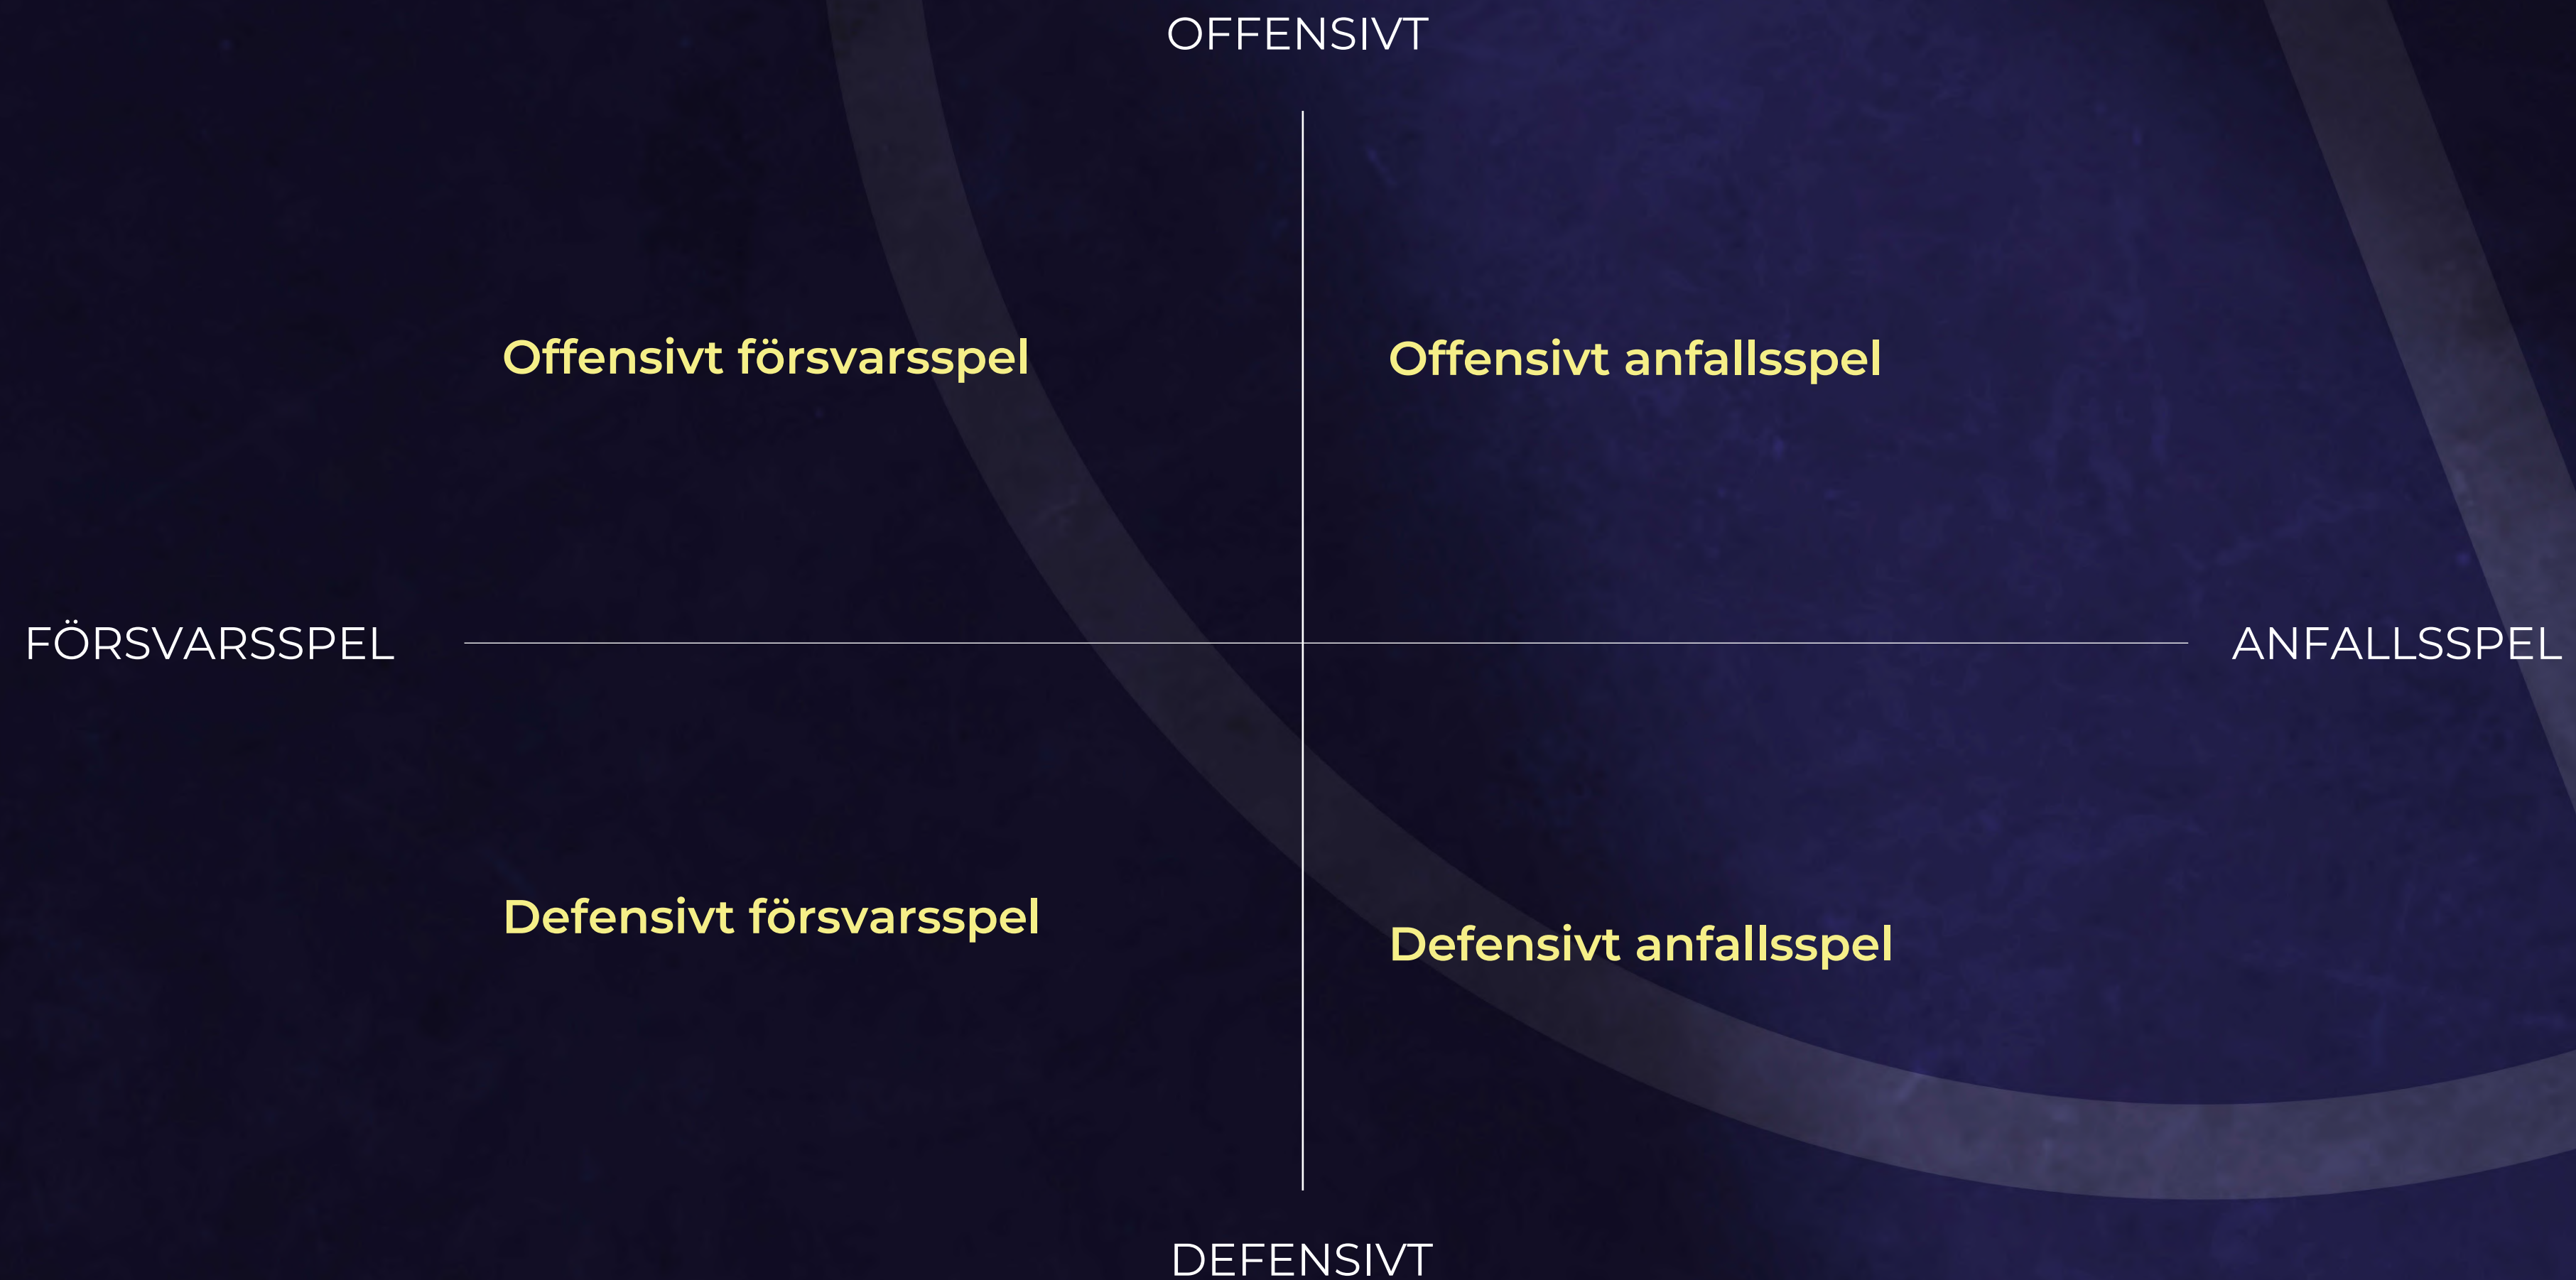 OFFENSIVT
Offensivt försvarsspel
Offensivt anfallsspel
FÖRSVARSSPEL
ANFALLSSPEL
Defensivt försvarsspel
Defensivt anfallsspel
DEFENSIVT